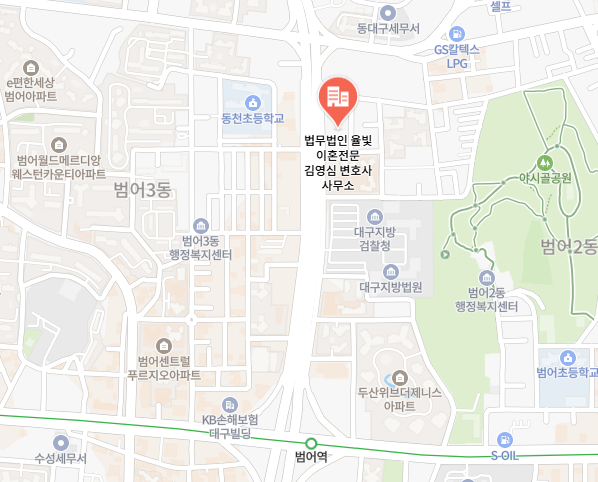 셀프
동대구세무서
GS칼텍스
LPG
e편한세상
범어아파트
동천초등학교
법무법인 율빛
이혼전문
김영심 변호사
사무소
범어월드메르디앙
웨스턴카운티아파트
야시골공원
범어3동
대구지방
검찰청
범어3동
행정복지센터
범어2동
대구지방법원
범어2동
행정복지센터
범어센트럴
푸르지오아파트
범어초등학교
두산위브더제니스
아파트
KB손해보험
대구빌딩
수성세무서
범어역
S-OIL